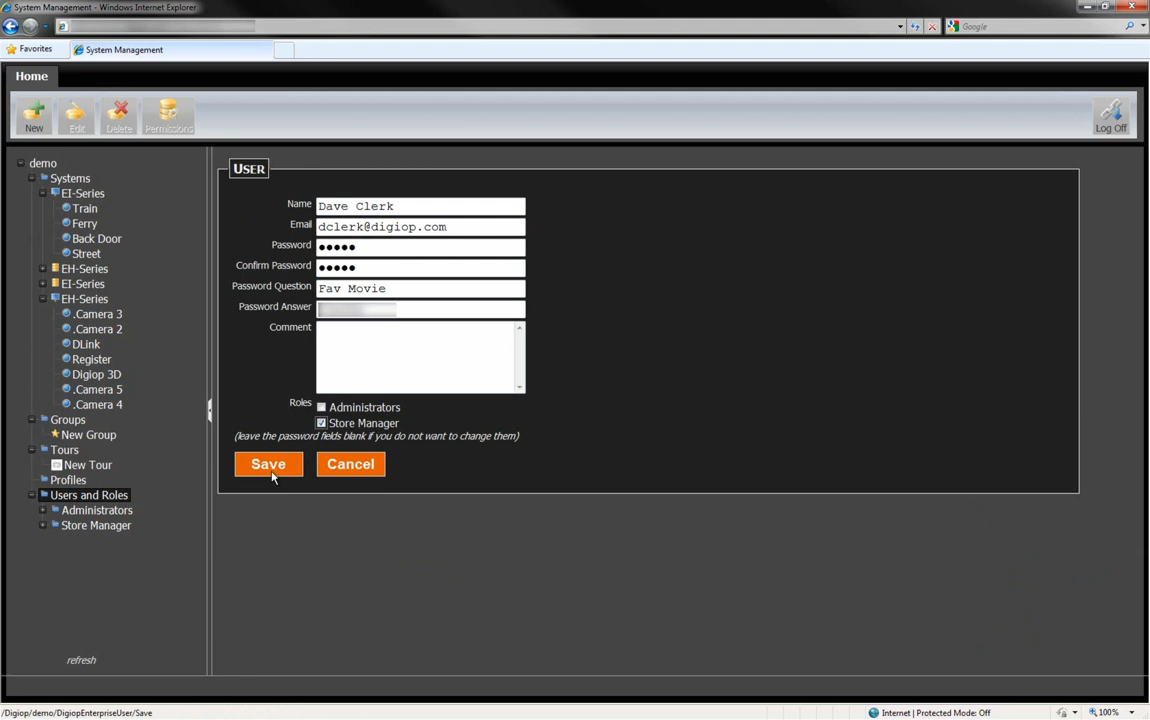 System Management - Windows Internet Explorer
Google
Favorites
System Management
Home
New
Edit
Delete
Permissions
Log Off
demo
Systems
EI-Series
Train
Ferry
Back Door
Street
EH-Series
EI-Series
EH-Series
.Camera 3
.Camera 2
DLink
Register
Digiop 3D
.Camera 5
.Camera 4
Groups
New Group
Tours
New Tour
Profiles
Users and Roles
Administrators
Store Manager
refresh
USER
Name Dave Clerk
Email dclerk@digiop.com
Password •••••
Confirm Password •••••
Password Question Fav Movie
Password Answer
Comment
Roles Administrators
Store Manager
(leave the password fields blank if you do not want to change them)
Save Cancel
/Digiop/demo/DigiopEnterpriseUser/Save
Internet | Protected Mode: Off
100%